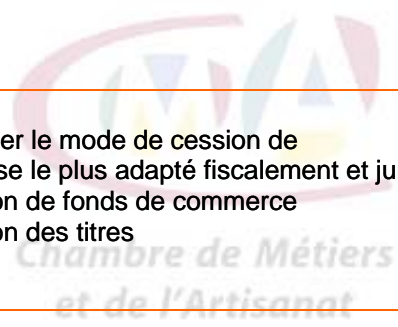 er le mode de cession de
se le plus adapté fiscalement et ju
on de fonds de commerce
on des titres
Chambre de Métiers
et de l'Artisanat